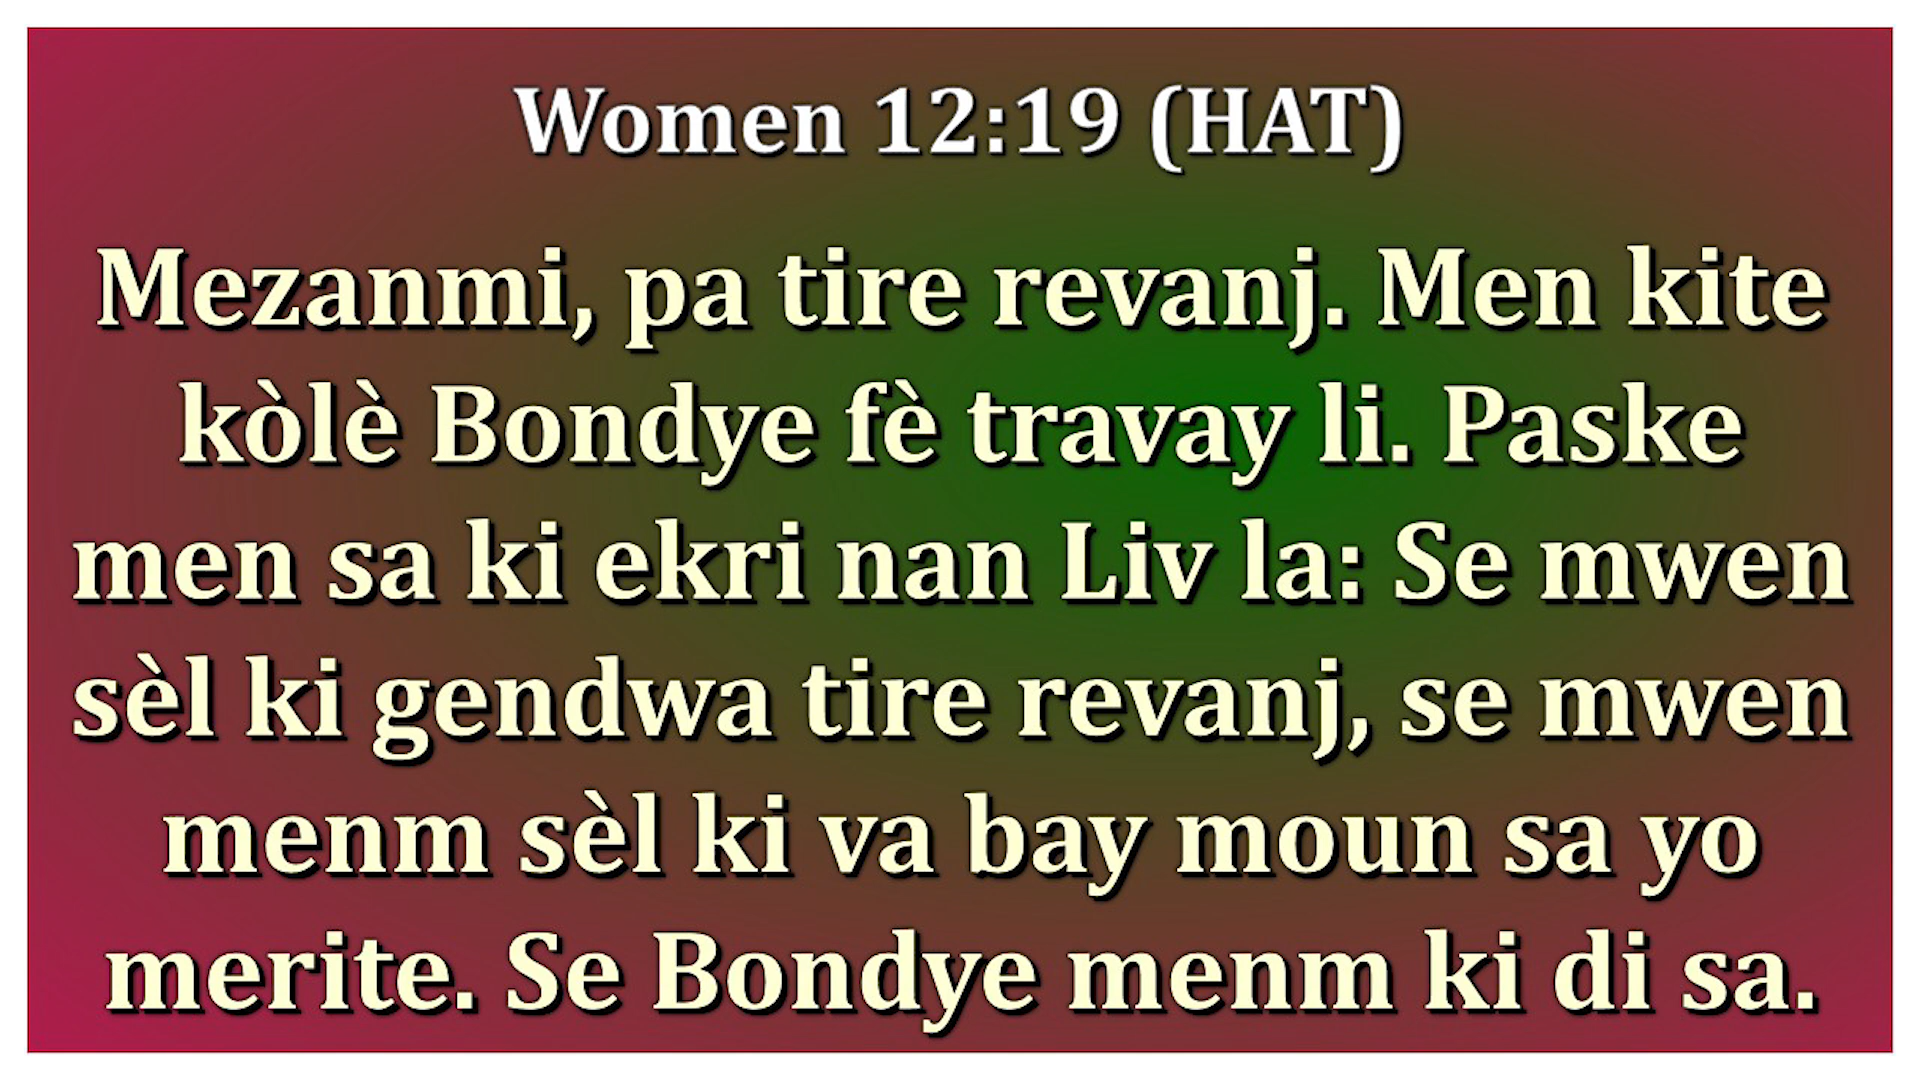 Women 12:19 (HAT)
Mezanmi, pa tire revanj. Men kite
kòlè Bondye fè travay li. Paske
men sa ki ekri nan Liv la: Se mwen
sèl ki gendwa tire revanj, se mwen
menm sèl ki va bay moun sa yo
merite. Se Bondye menm ki di sa.